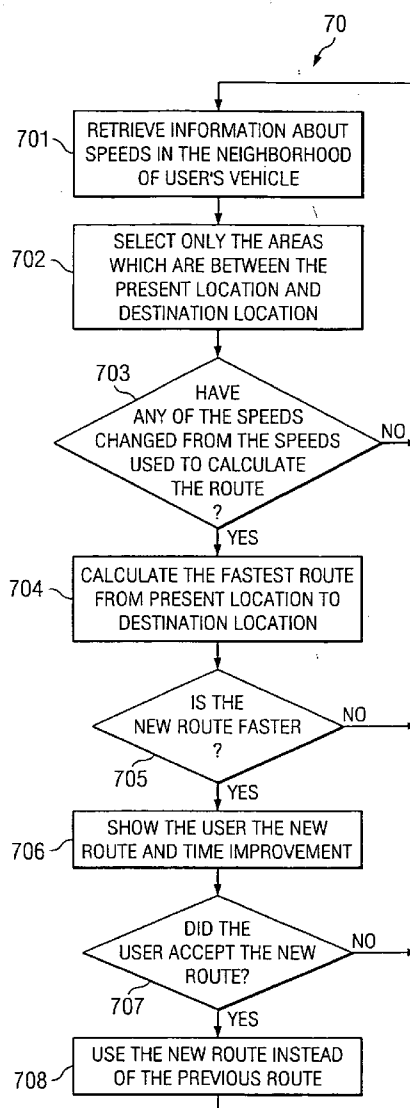 70
701
RETRIEVE INFORMATION ABOUT
SPEEDS IN THE NEIGHBORHOOD
OF USER'S VEHICLE
702
SELECT ONLY THE AREAS
WHICH ARE BETWEEN THE
PRESENT LOCATION AND
DESTINATION LOCATION
703
HAVE
ANY OF THE SPEEDS
CHANGED FROM THE SPEEDS
USED TO CALCULATE
THE ROUTE
?
NO
YES
704
CALCULATE THE FASTEST ROUTE
FROM PRESENT LOCATION TO
DESTINATION LOCATION
IS THE
NEW ROUTE FASTER
?
NO
705
YES
706
SHOW THE USER THE NEW
ROUTE AND TIME IMPROVEMENT
DID THE
USER ACCEPT THE NEW
ROUTE?
NO
707
YES
708
USE THE NEW ROUTE INSTEAD
OF THE PREVIOUS ROUTE